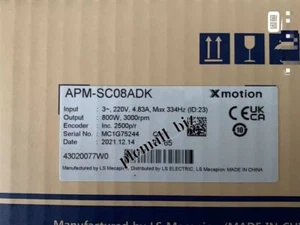 APM-SC08ADK
Xmotion
Input : 3~, 220V, 4.83A, Max 334Hz (ID:23)
Output : 800W, 3000rpm
Encoder : Inc. 2500p/r
Serial No. : MC1G75244
Date : 2021.12.14
CE
UK CA
43020077W0
Manufactured by LS Mecapion / Distributed by LS ELECTRIC, LS Mecapion MADE IN CHINA